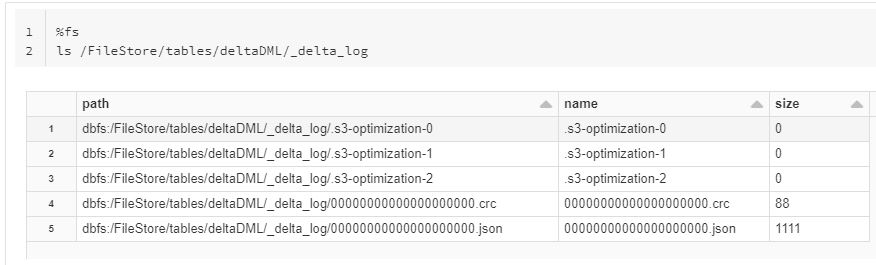 1 %fs
2 ls /FileStore/tables/deltaDML/_delta_log
path name size
1 dbfs:/FileStore/tables/deltaDML/_delta_log/.s3-optimization-0 .s3-optimization-0 0
2 dbfs:/FileStore/tables/deltaDML/_delta_log/.s3-optimization-1 .s3-optimization-1 0
3 dbfs:/FileStore/tables/deltaDML/_delta_log/.s3-optimization-2 .s3-optimization-2 0
4 dbfs:/FileStore/tables/deltaDML/_delta_log/00000000000000000000.crc 00000000000000000000.crc 88
5 dbfs:/FileStore/tables/deltaDML/_delta_log/00000000000000000000.json 00000000000000000000.json 1111